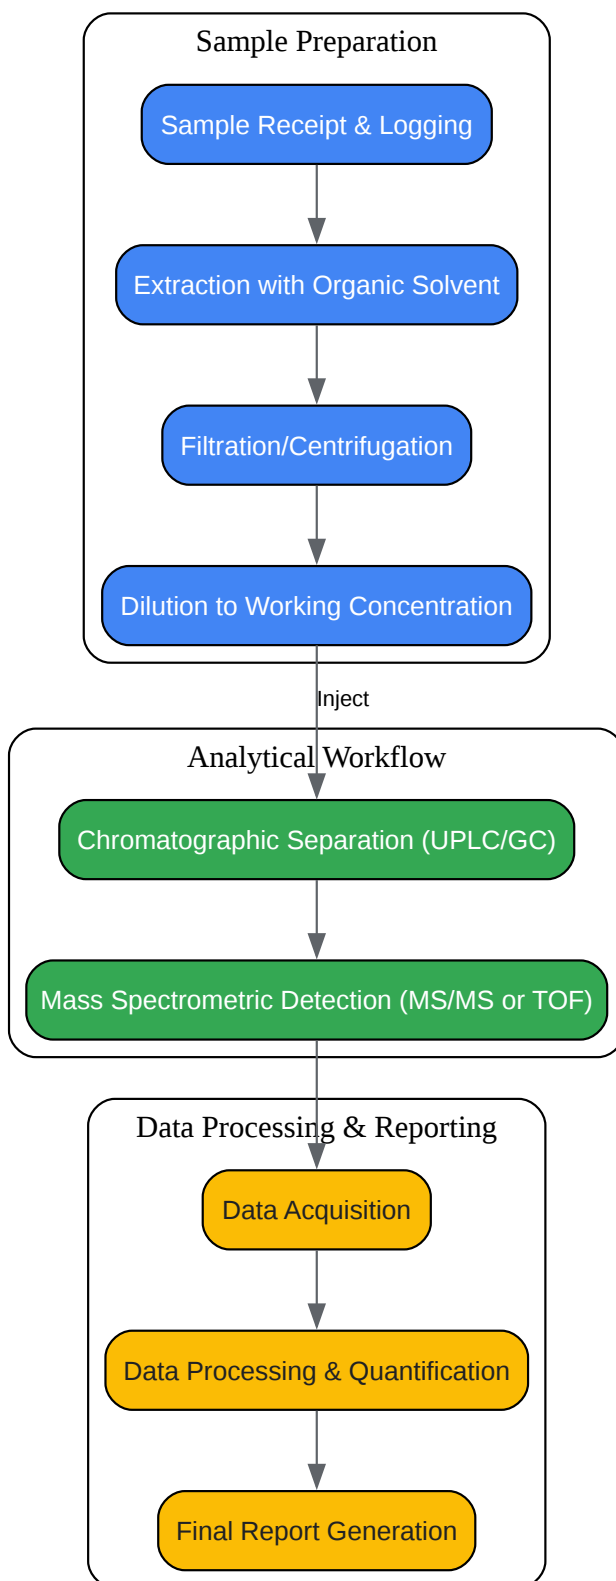 Sample Preparation
Sample Receipt & Logging
Extraction with Organic Solvent
Filtration/Centrifugation
Dilution to Working Concentration
Inject
Analytical Workflow
Chromatographic Separation (UPLC/GC)
Mass Spectrometric Detection (MS/MS or TOF)
Data Processing & Reporting
Data Acquisition
Data Processing & Quantification
Final Report Generation